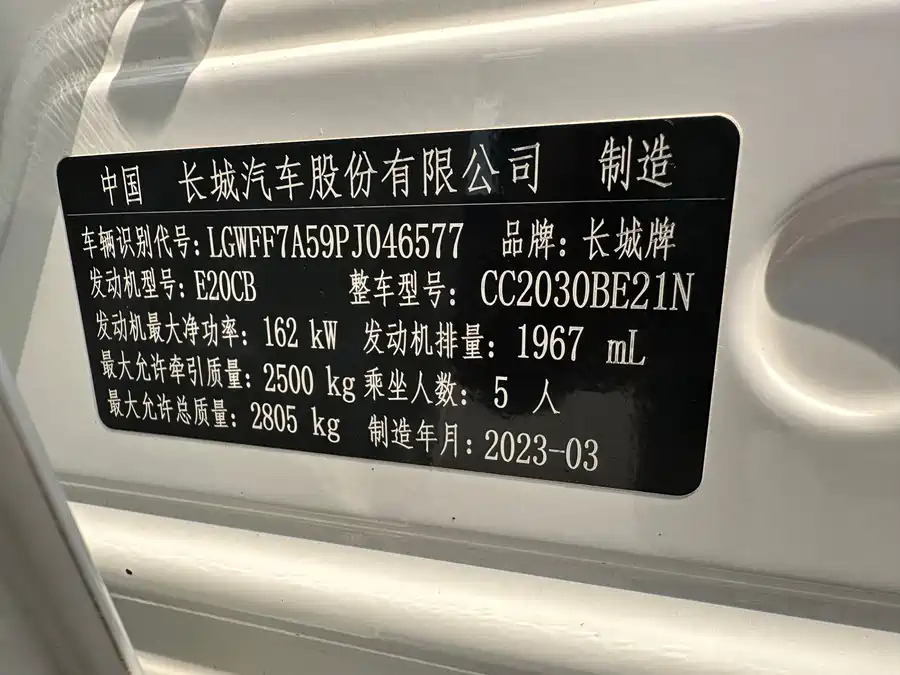 中国 长城汽车股份有限公司 制造
车辆识别代号：LGWFF7A59PJ046577 品牌：长城牌
发动机型号：E20CB 整车型号：CC2030BE21N
发动机最大净功率：162 kW 发动机排量：1967 mL
最大允许牵引质量：2500 kg 乘坐人数：5 人
最大允许总质量：2805 kg 制造年月：2023-03